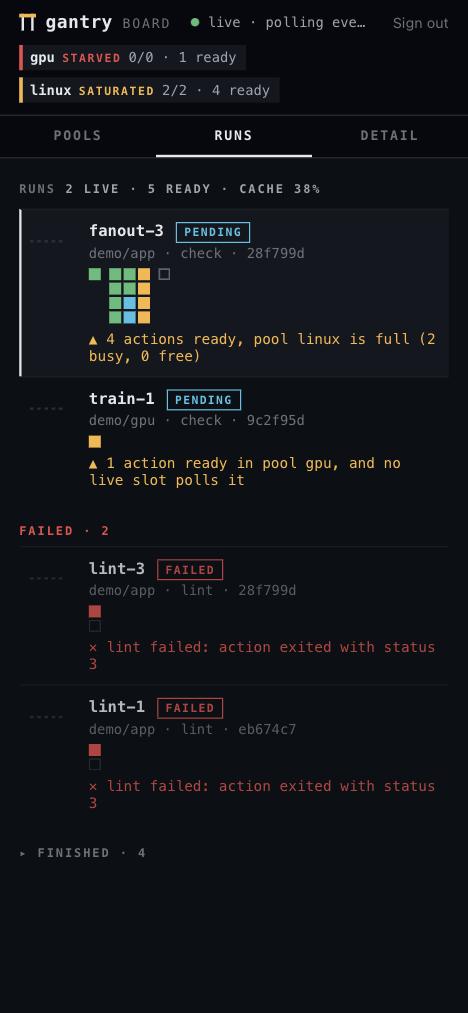 gantry BOARD ● live · polling eve… Sign out
gpu STARVED 0/0 · 1 ready
linux SATURATED 2/2 · 4 ready
POOLS RUNS DETAIL
RUNS 2 LIVE · 5 READY · CACHE 38%
fanout-3 PENDING
demo/app · check · 28f799d
▲ 4 actions ready, pool linux is full (2
busy, 0 free)
train-1 PENDING
demo/gpu · check · 9c2f95d
▲ 1 action ready in pool gpu, and no
live slot polls it
FAILED · 2
lint-3 FAILED
demo/app · lint · 28f799d
× lint failed: action exited with status
3
lint-1 FAILED
demo/app · lint · eb674c7
× lint failed: action exited with status
3
▸ FINISHED · 4